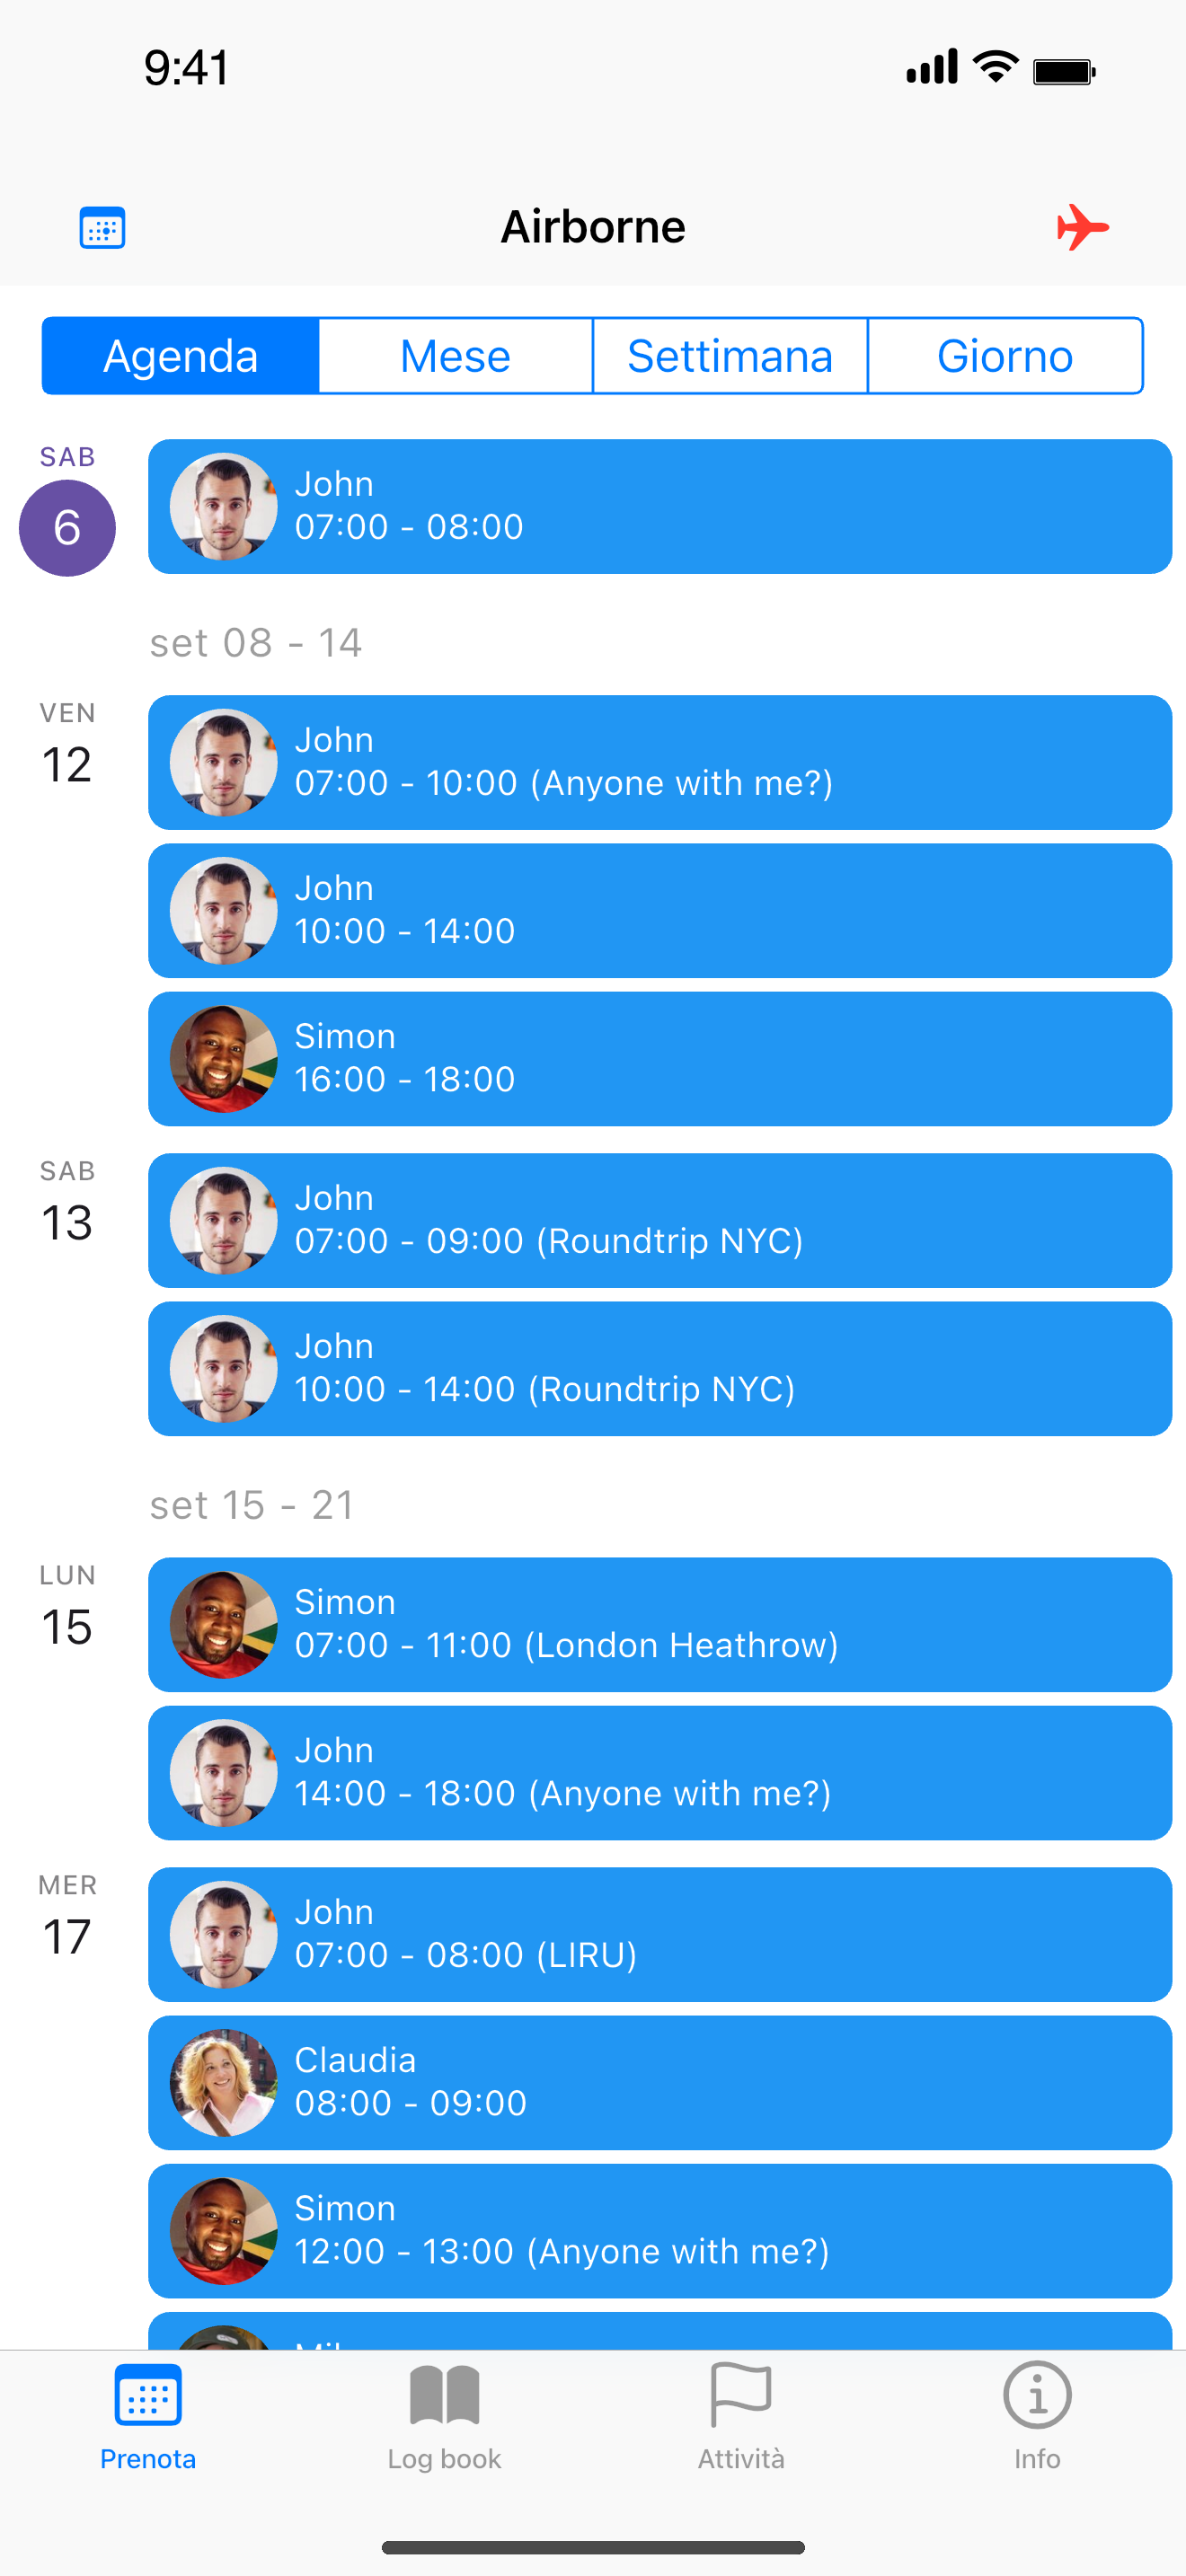 9:41
Airborne
Agenda
Mese
Settimana
Giorno
SAB
6
John
07:00 - 08:00
set 08 - 14
VEN
12
John
07:00 - 10:00 (Anyone with me?)
John
10:00 - 14:00
Simon
16:00 - 18:00
SAB
13
John
07:00 - 09:00 (Roundtrip NYC)
John
10:00 - 14:00 (Roundtrip NYC)
set 15 - 21
LUN
15
Simon
07:00 - 11:00 (London Heathrow)
John
14:00 - 18:00 (Anyone with me?)
MER
17
John
07:00 - 08:00 (LIRU)
Claudia
08:00 - 09:00
Simon
12:00 - 13:00 (Anyone with me?)
Prenota
Log book
Attività
Info